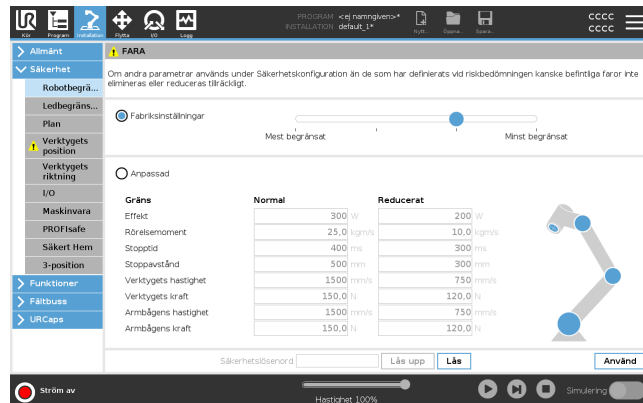 PROGRAM <ej namngiven>*
INSTALLATION default_1*
CCCC
CCCC
Kör Program Installation Flytta I/O Logg Nytt... Öppna... Spara...
Allmänt
Säkerhet
Robotbegrä...
Ledbegräns...
Plan
Verktygets
position
Verktygets
riktning
I/O
Maskinvara
PROFIsafe
Säkert Hem
3-position
Funktioner
Fältbuss
URCaps
FARA
Om andra parametrar används under Säkerhetskonfiguration än de som har definierats vid riskbedömningen kanske befintliga faror inte
elimineras eller reduceras tillräckligt.
Fabriksinställningar
Mest begränsat Minst begränsat
Anpassad
Gräns Normal Reducerat
Effekt 300 W 200 W
Rörelsemoment 25,0 kgm/s 10,0 kgm/s
Stopptid 400 ms 300 ms
Stoppavstånd 500 mm 300 mm
Verktygets hastighet 1500 mm/s 750 mm/s
Verktygets kraft 150,0 N 120,0 N
Armbågens hastighet 1500 mm/s 750 mm/s
Armbågens kraft 150,0 N 120,0 N
Säkerhetslösenord Lås upp Lås Använd
Ström av
Hastighet 100%
Simulering